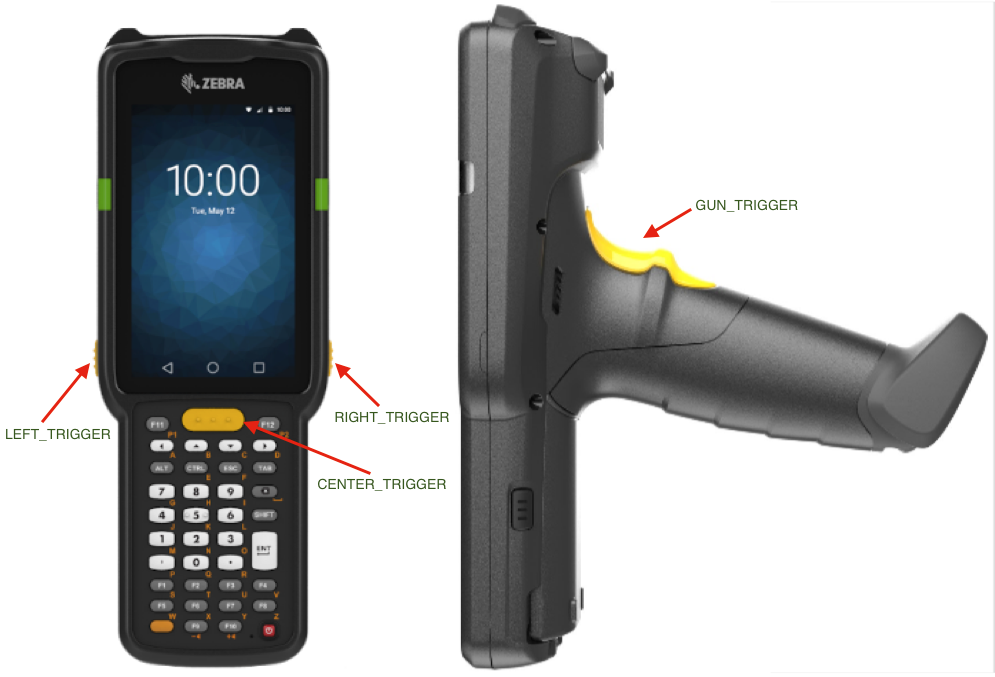 ZEBRA
10:00
10:00
Tue, May 12
GUN_TRIGGER
LEFT_TRIGGER
RIGHT_TRIGGER
CENTER_TRIGGER
F11
F12
P1
P2
A B C D
ALT CTRL ESC TAB
E F
7 8 9
G H I
4 5 6 SHIFT
J K L
1 2 3 ENT
M N O
0
P Q R
F1 F2 F3 F4
S T U V
F5 F6 F7 F8
W X Y Z
F9 F10